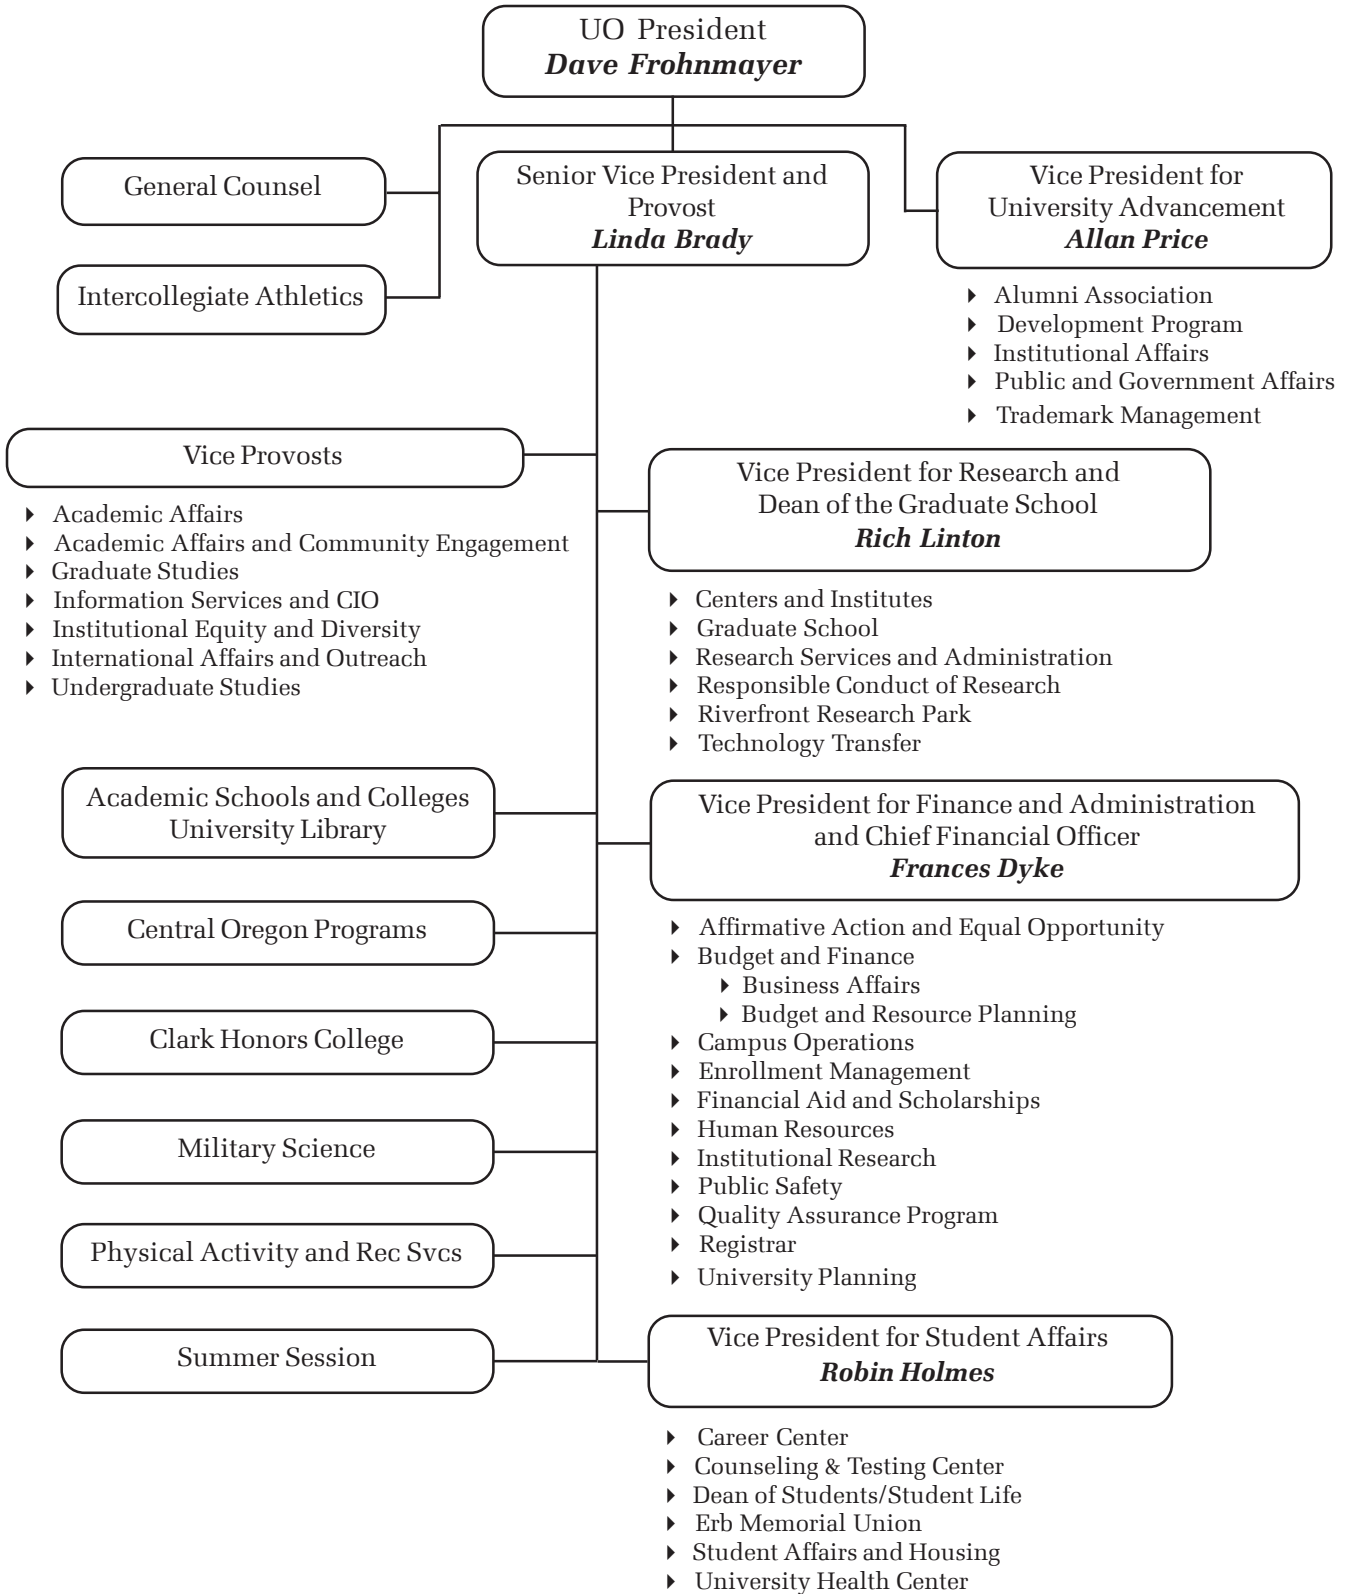 UO President
Dave Frohnmayer
General Counsel
Senior Vice President and
Provost
Linda Brady
Vice President for
University Advancement
Allan Price
Intercollegiate Athletics
Alumni Association
Development Program
Institutional Affairs
Public and Government Affairs
Trademark Management
Vice Provosts
Academic Affairs
Academic Affairs and Community Engagement
Graduate Studies
Information Services and CIO
Institutional Equity and Diversity
International Affairs and Outreach
Undergraduate Studies
Vice President for Research and
Dean of the Graduate School
Rich Linton
Centers and Institutes
Graduate School
Research Services and Administration
Responsible Conduct of Research
Riverfront Research Park
Technology Transfer
Academic Schools and Colleges
University Library
Central Oregon Programs
Clark Honors College
Military Science
Physical Activity and Rec Svcs
Summer Session
Vice President for Finance and Administration
and Chief Financial Officer
Frances Dyke
Affirmative Action and Equal Opportunity
Budget and Finance
Business Affairs
Budget and Resource Planning
Campus Operations
Enrollment Management
Financial Aid and Scholarships
Human Resources
Institutional Research
Public Safety
Quality Assurance Program
Registrar
University Planning
Vice President for Student Affairs
Robin Holmes
Career Center
Counseling & Testing Center
Dean of Students/Student Life
Erb Memorial Union
Student Affairs and Housing
University Health Center